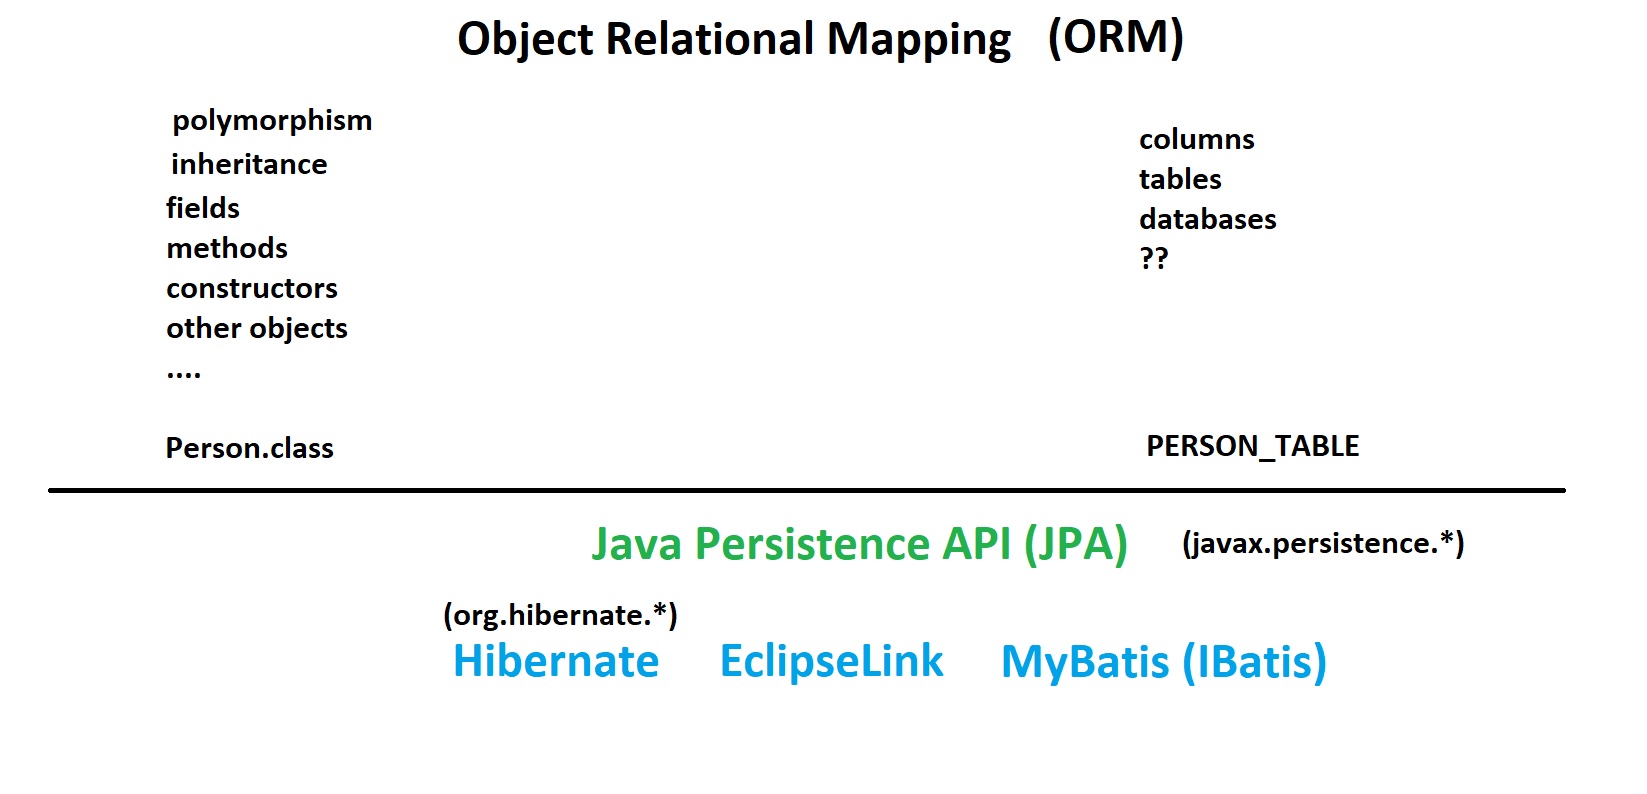 Object Relational Mapping (ORM)
polymorphism
inheritance
fields
methods
constructors
other objects
....
Person.class
columns
tables
databases
??
PERSON_TABLE
Java Persistence API (JPA) (javax.persistence.*)
(org.hibernate.*)
Hibernate EclipseLink MyBatis (IBatis)